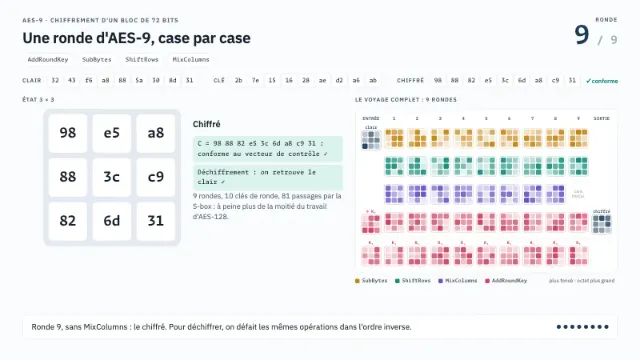 AES-9 · CHIFFREMENT D'UN BLOC DE 72 BITS
Une ronde d'AES-9, case par case
RONDE
9 / 9
AddRoundKey SubBytes ShiftRows MixColumns
CLAIR 32 43 f6 a8 88 5a 30 8d 31 CLÉ 2b 7e 15 16 28 ae d2 a6 ab CHIFFRÉ 98 88 82 e5 3c 6d a8 c9 31 ✓conforme
ÉTAT 3 × 3
98 e5 a8
88 3c c9
82 6d 31
Chiffré
C = 98 88 82 e5 3c 6d a8 c9 31 :
conforme au vecteur de contrôle ✓
Déchiffrement : on retrouve le
clair ✓
9 rondes, 10 clés de ronde, 81 passages par la
S-box : à peine plus de la moitié du travail
d'AES-128.
LE VOYAGE COMPLET : 9 RONDES
ENTRÉE 1 2 3 4 5 6 7 8 9 SORTIE
clair
chiffré
SubBytes ShiftRows MixColumns AddRoundKey plus foncé : octet plus grand
Ronde 9, sans MixColumns : le chiffré. Pour déchiffrer, on défait les mêmes opérations dans l'ordre inverse.